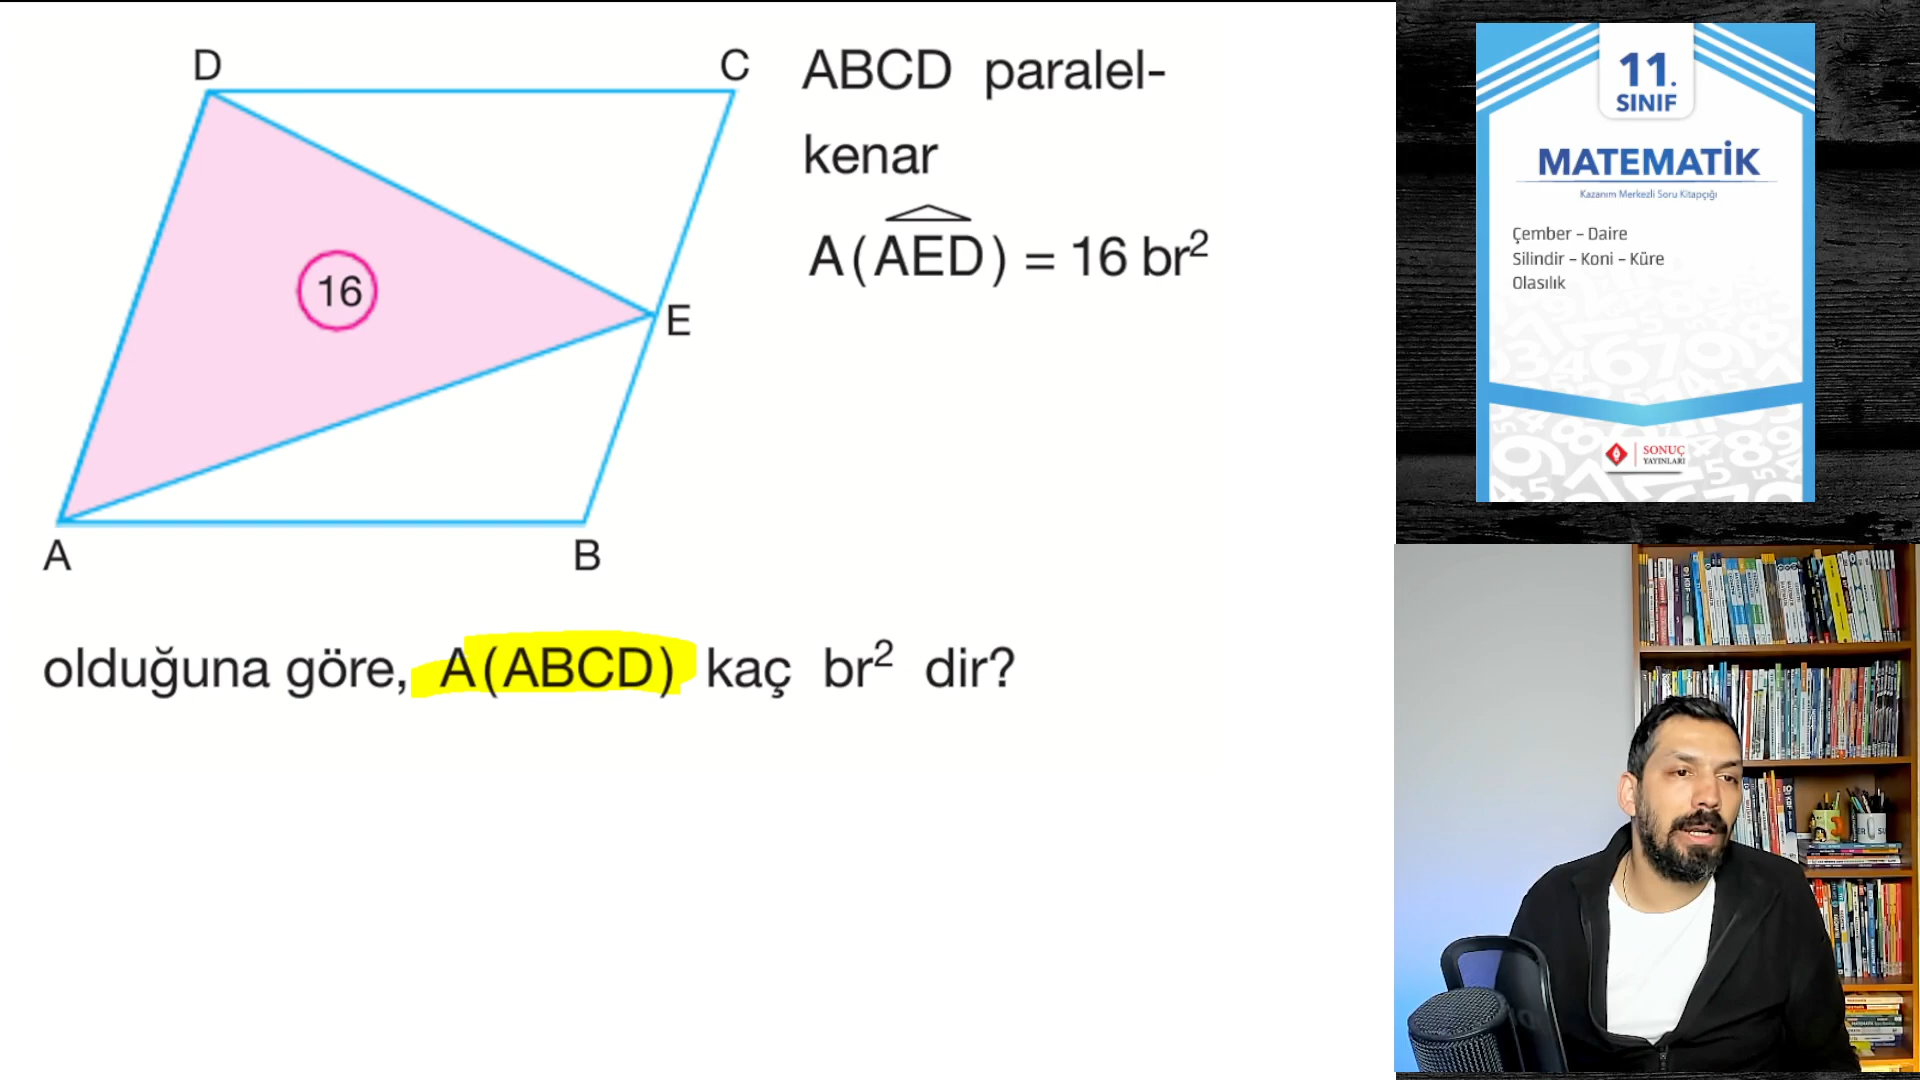 D
C
ABCD paralel-
kenar
A(AED) = 16 br²
16
E
A
B
olduğuna göre, A(ABCD) kaç br² dir?
11.
SINIF
MATEMATİK
Kazanım Merkezli Soru Kitapçığı
Çember – Daire
Silindir – Koni – Küre
Olasılık
SONUÇ
YAYINLARI